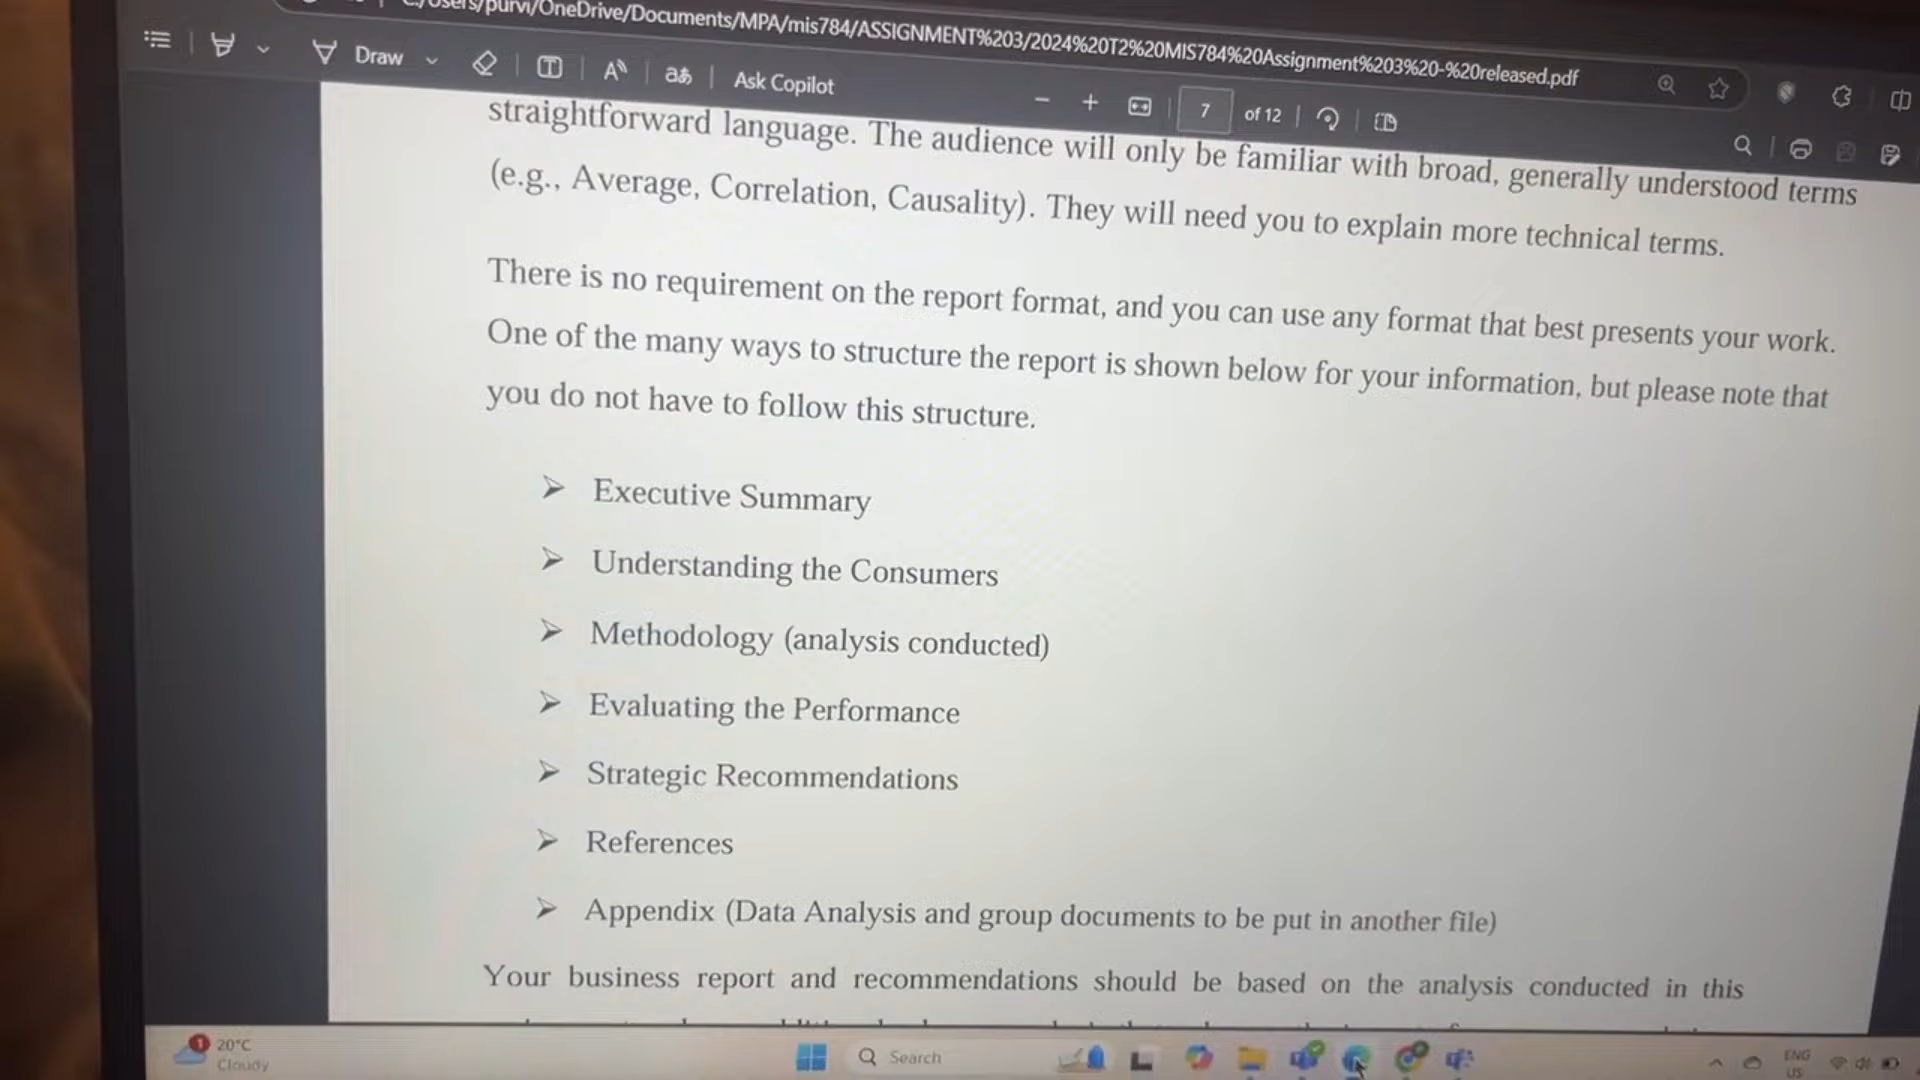 C:/Users/purvi/OneDrive/Documents/MPA/mis784/ASSIGNMENT%203/2024%20T2%20MIS784%20Assignment%203%20-%20released.pdf
Draw
Ask Copilot
7 of 12
straightforward language. The audience will only be familiar with broad, generally understood terms
(e.g., Average, Correlation, Causality). They will need you to explain more technical terms.
There is no requirement on the report format, and you can use any format that best presents your work.
One of the many ways to structure the report is shown below for your information, but please note that
you do not have to follow this structure.
➢ Executive Summary
➢ Understanding the Consumers
➢ Methodology (analysis conducted)
➢ Evaluating the Performance
➢ Strategic Recommendations
➢ References
➢ Appendix (Data Analysis and group documents to be put in another file)
Your business report and recommendations should be based on the analysis conducted in this
1
20°C
Cloudy
Search
ENG
US